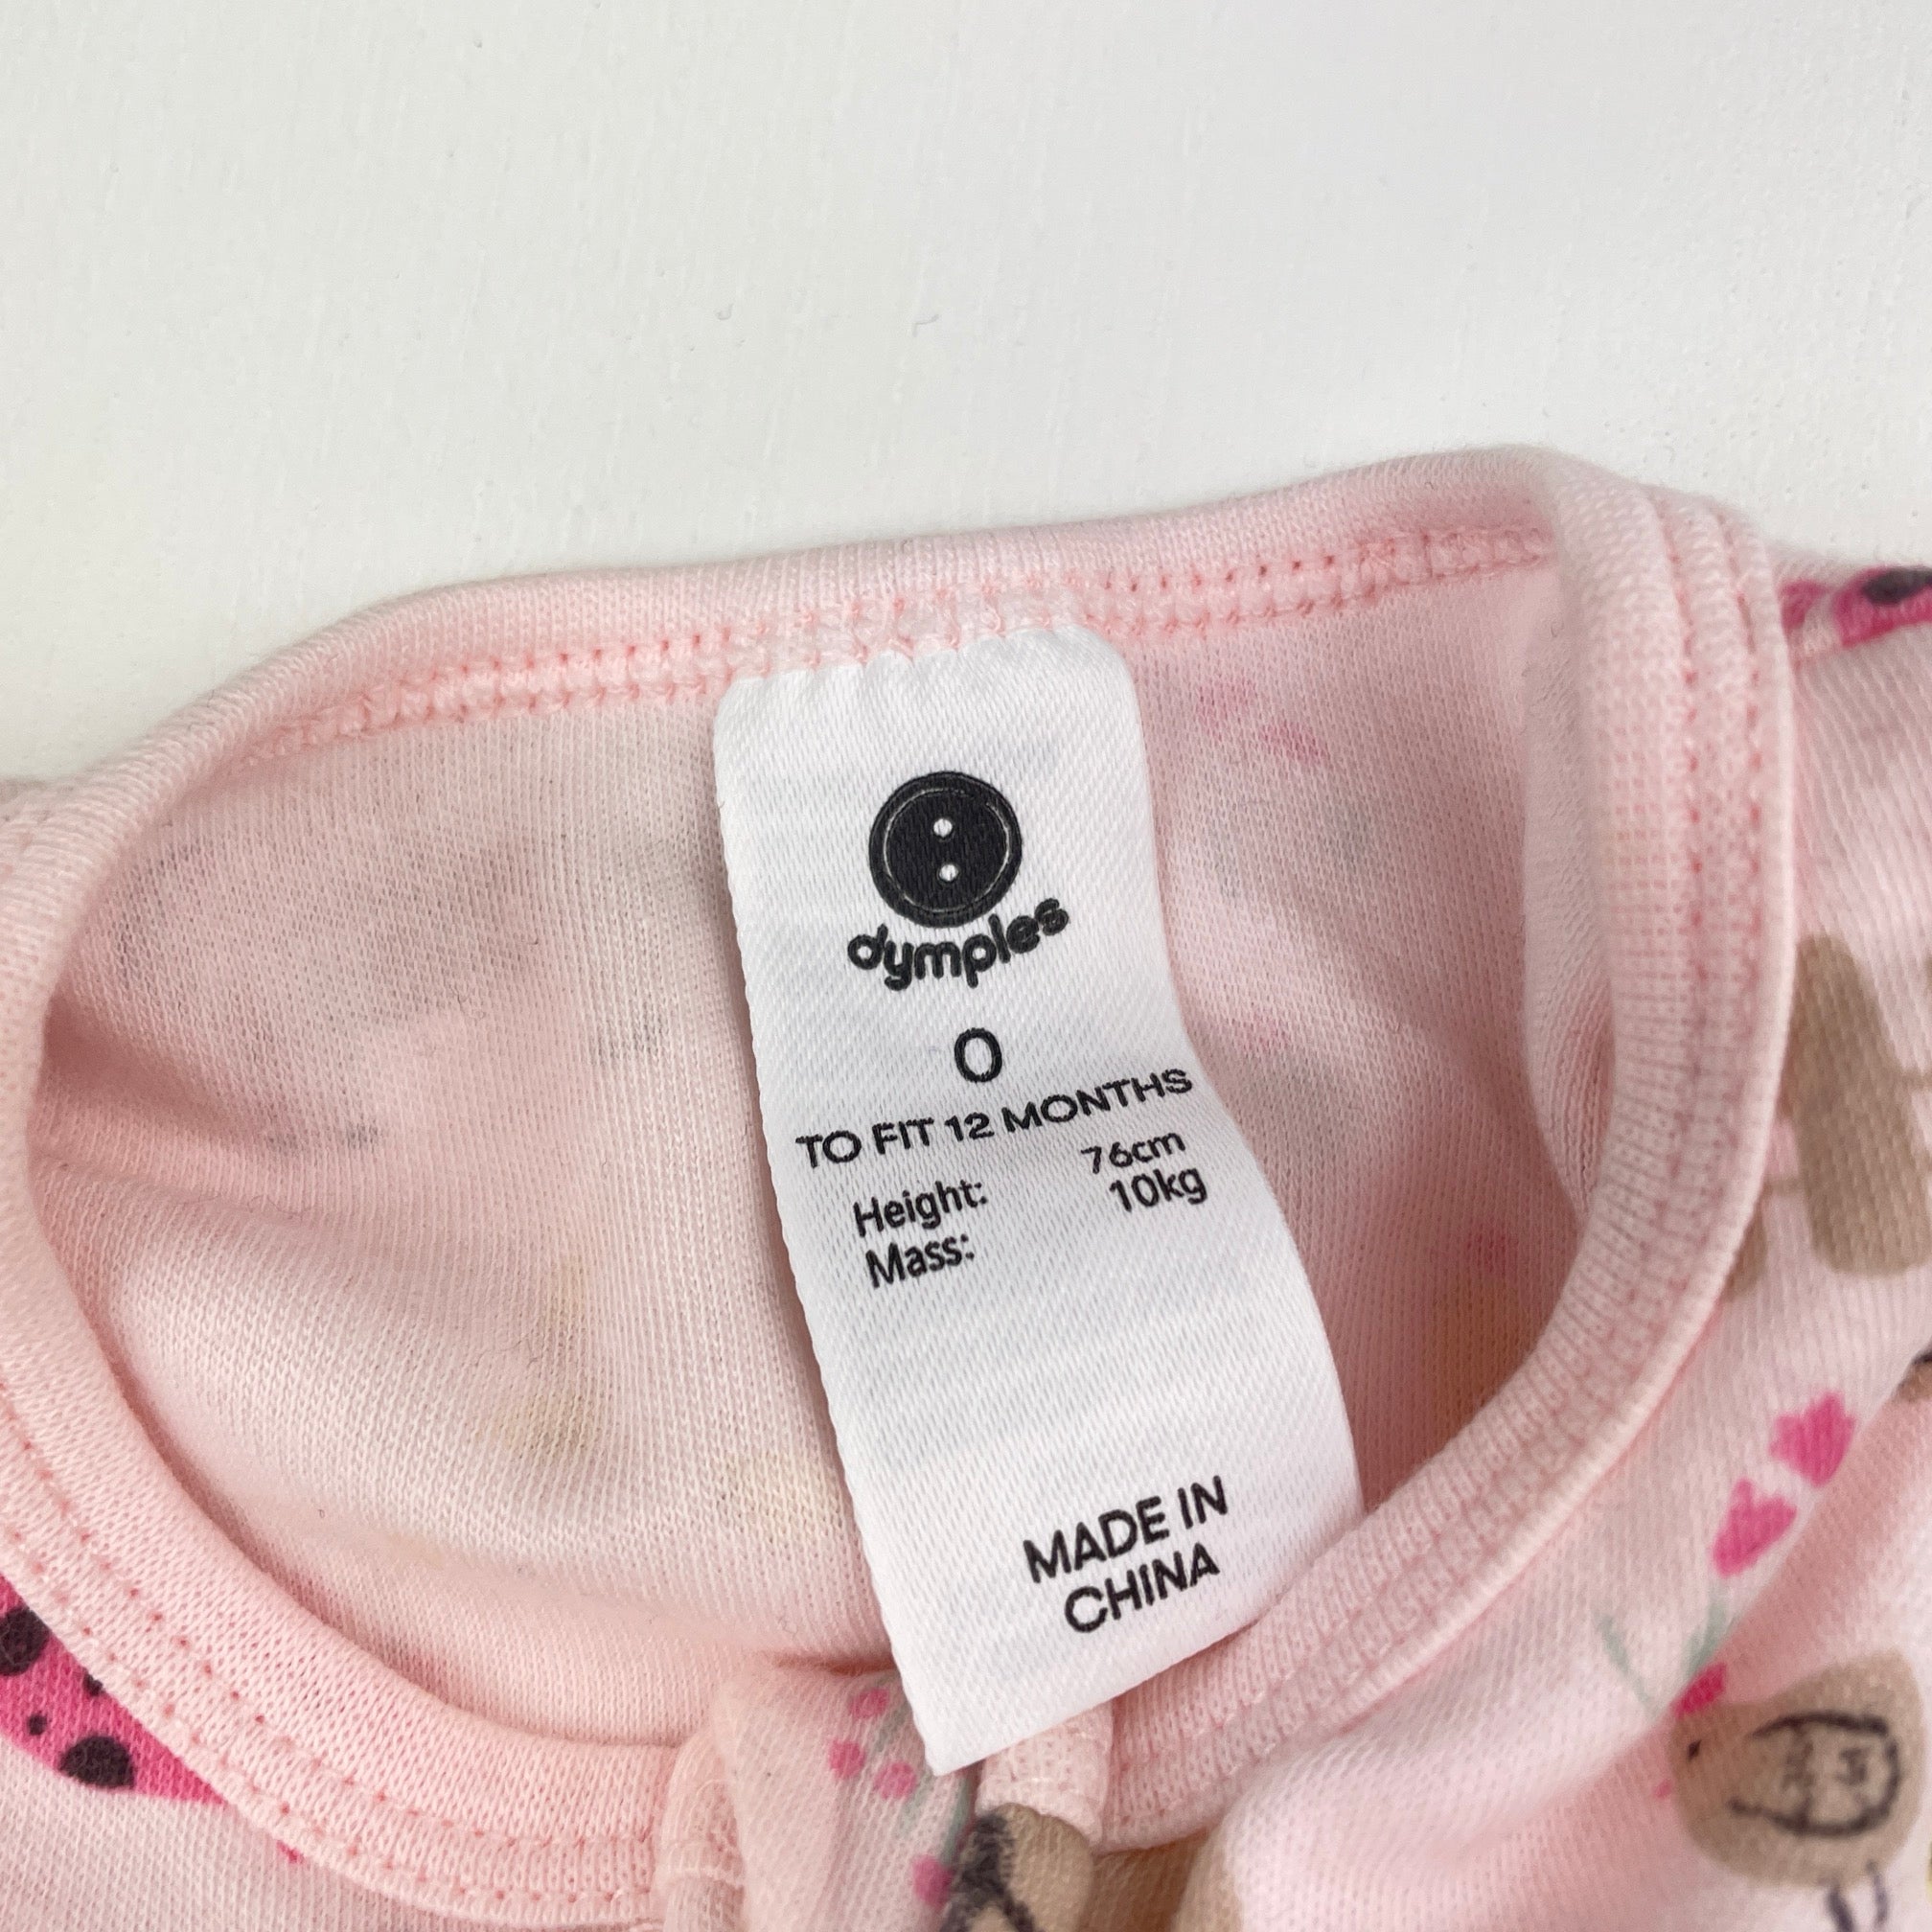 dymples
0
TO FIT 12 MONTHS
Height: 76cm
Mass: 10kg
MADE IN
CHINA